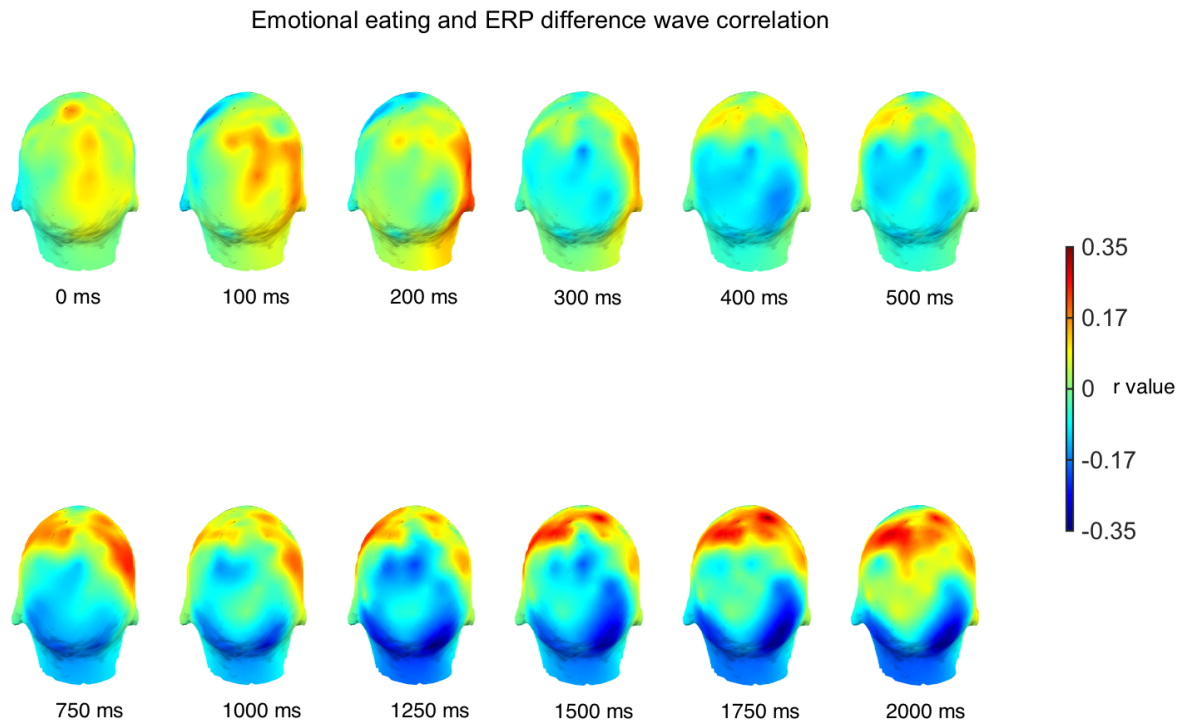 Emotional eating and ERP difference wave correlation
0 ms
100 ms
200 ms
300 ms
400 ms
500 ms
0.35
0.17
0
r value
-0.17
-0.35
750 ms
1000 ms
1250 ms
1500 ms
1750 ms
2000 ms